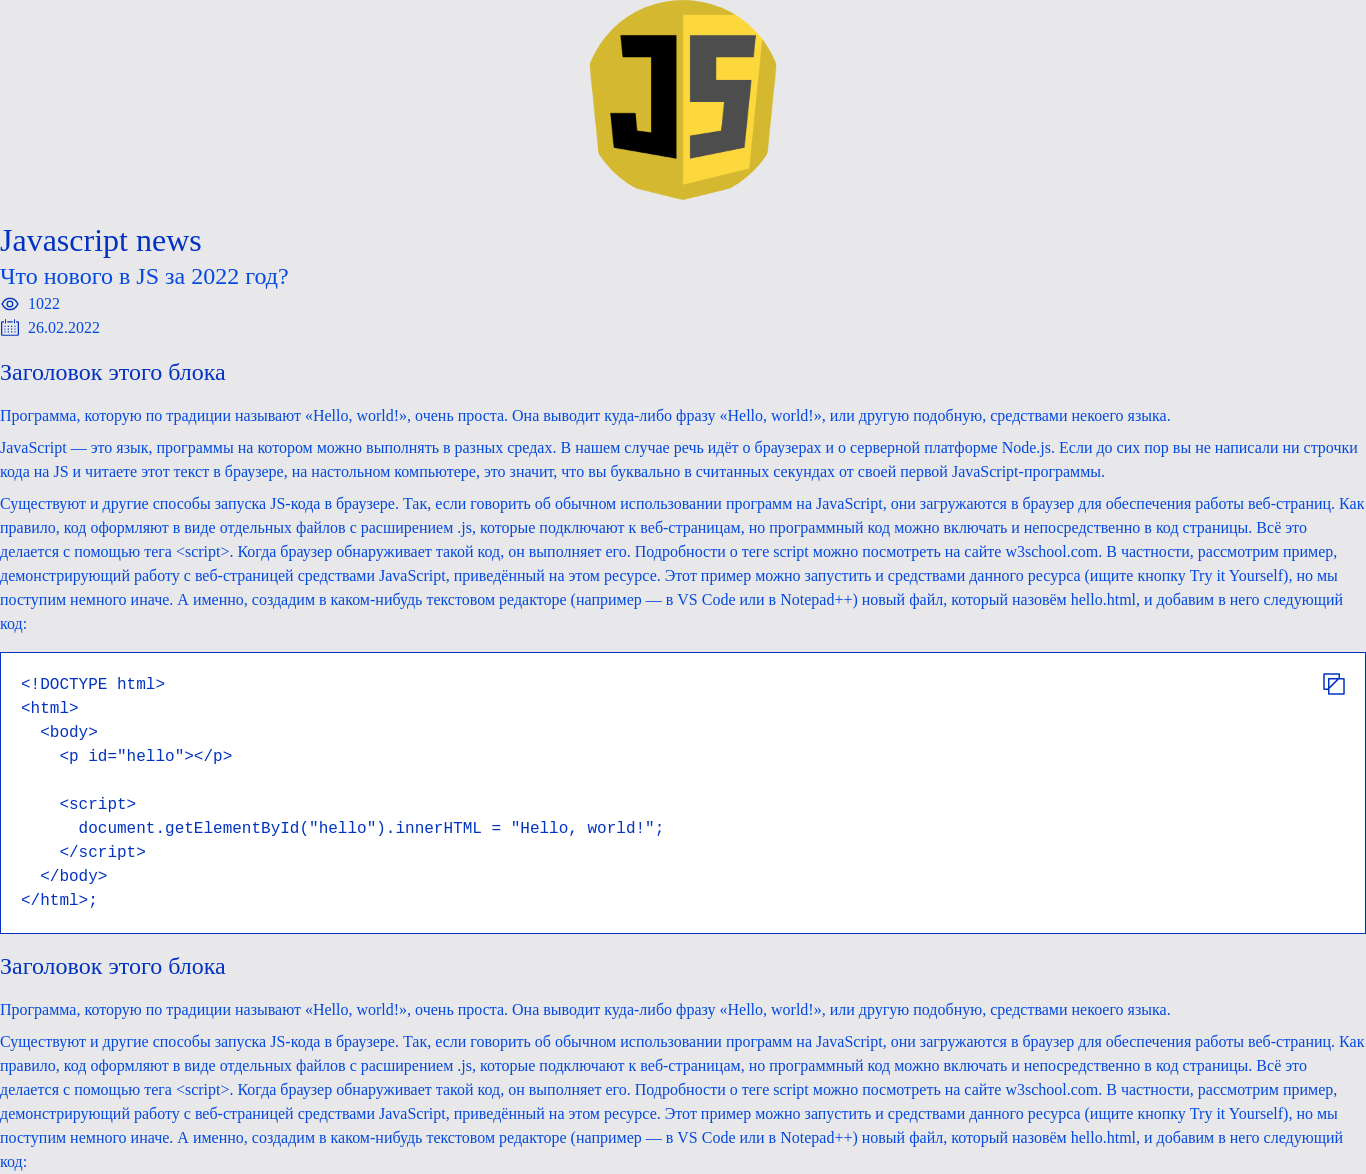 JS
Javascript news
Что нового в JS за 2022 год?
1022
26.02.2022
Заголовок этого блока
Программа, которую по традиции называют «Hello, world!», очень проста. Она выводит куда-либо фразу «Hello, world!», или другую подобную, средствами некоего языка.
JavaScript — это язык, программы на котором можно выполнять в разных средах. В нашем случае речь идёт о браузерах и о серверной платформе Node.js. Если до сих пор вы не написали ни строчки
кода на JS и читаете этот текст в браузере, на настольном компьютере, это значит, что вы буквально в считанных секундах от своей первой JavaScript-программы.
Существуют и другие способы запуска JS-кода в браузере. Так, если говорить об обычном использовании программ на JavaScript, они загружаются в браузер для обеспечения работы веб-страниц. Как
правило, код оформляют в виде отдельных файлов с расширением .js, которые подключают к веб-страницам, но программный код можно включать и непосредственно в код страницы. Всё это
делается с помощью тега <script>. Когда браузер обнаруживает такой код, он выполняет его. Подробности о теге script можно посмотреть на сайте w3school.com. В частности, рассмотрим пример,
демонстрирующий работу с веб-страницей средствами JavaScript, приведённый на этом ресурсе. Этот пример можно запустить и средствами данного ресурса (ищите кнопку Try it Yourself), но мы
поступим немного иначе. А именно, создадим в каком-нибудь текстовом редакторе (например — в VS Code или в Notepad++) новый файл, который назовём hello.html, и добавим в него следующий
код:
<!DOCTYPE html>
<html>
  <body>
    <p id="hello"></p>
    <script>
      document.getElementById("hello").innerHTML = "Hello, world!";
    </script>
  </body>
</html>;
Заголовок этого блока
Программа, которую по традиции называют «Hello, world!», очень проста. Она выводит куда-либо фразу «Hello, world!», или другую подобную, средствами некоего языка.
Существуют и другие способы запуска JS-кода в браузере. Так, если говорить об обычном использовании программ на JavaScript, они загружаются в браузер для обеспечения работы веб-страниц. Как
правило, код оформляют в виде отдельных файлов с расширением .js, которые подключают к веб-страницам, но программный код можно включать и непосредственно в код страницы. Всё это
делается с помощью тега <script>. Когда браузер обнаруживает такой код, он выполняет его. Подробности о теге script можно посмотреть на сайте w3school.com. В частности, рассмотрим пример,
демонстрирующий работу с веб-страницей средствами JavaScript, приведённый на этом ресурсе. Этот пример можно запустить и средствами данного ресурса (ищите кнопку Try it Yourself), но мы
поступим немного иначе. А именно, создадим в каком-нибудь текстовом редакторе (например — в VS Code или в Notepad++) новый файл, который назовём hello.html, и добавим в него следующий
код: